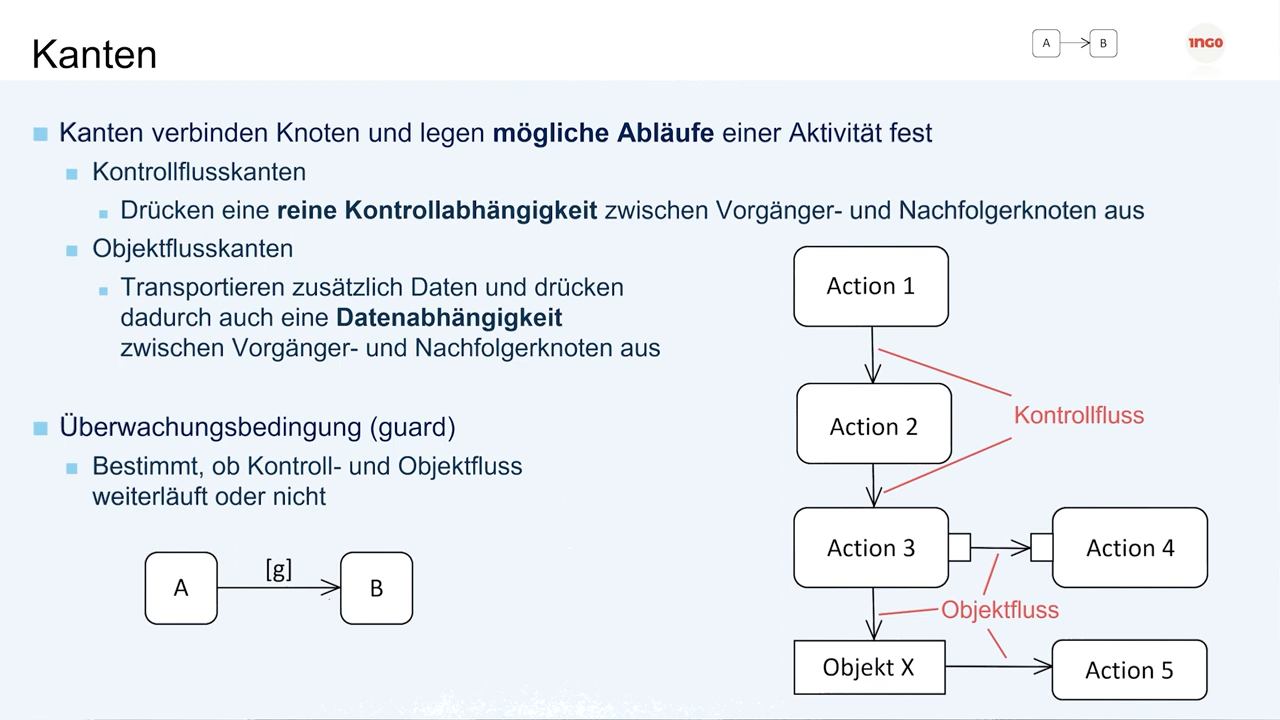 Kanten
A
B
1NGO
Kanten verbinden Knoten und legen mögliche Abläufe einer Aktivität fest
Kontrollflusskanten
Drücken eine reine Kontrollabhängigkeit zwischen Vorgänger- und Nachfolgerknoten aus
Objektflusskanten
Transportieren zusätzlich Daten und drücken
dadurch auch eine Datenabhängigkeit
zwischen Vorgänger- und Nachfolgerknoten aus
Überwachungsbedingung (guard)
Bestimmt, ob Kontroll- und Objektfluss
weiterläuft oder nicht
A
[g]
B
Action 1
Kontrollfluss
Action 2
Action 3
Action 4
Objektfluss
Objekt X
Action 5